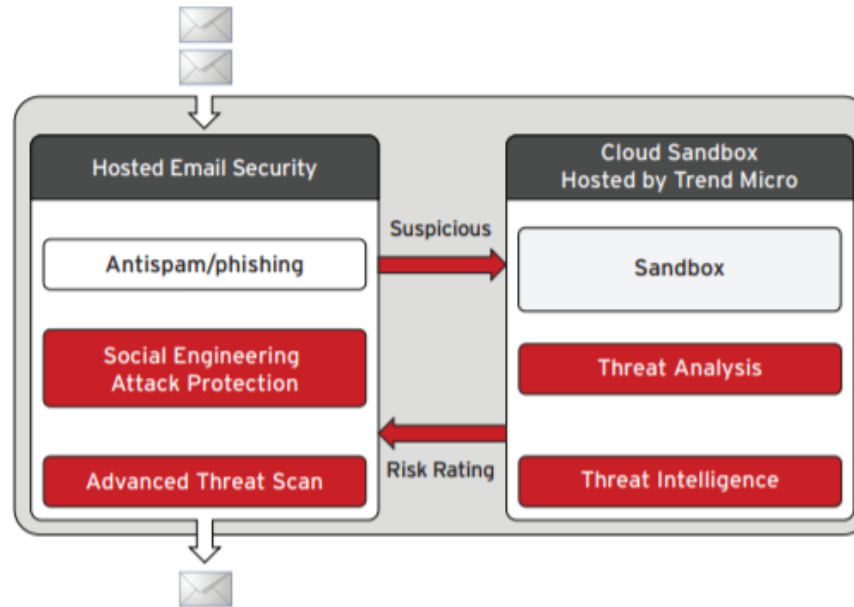 Hosted Email Security
Antispam/phishing
Social Engineering
Attack Protection
Advanced Threat Scan
Suspicious
Risk Rating
Cloud Sandbox
Hosted by Trend Micro
Sandbox
Threat Analysis
Threat Intelligence